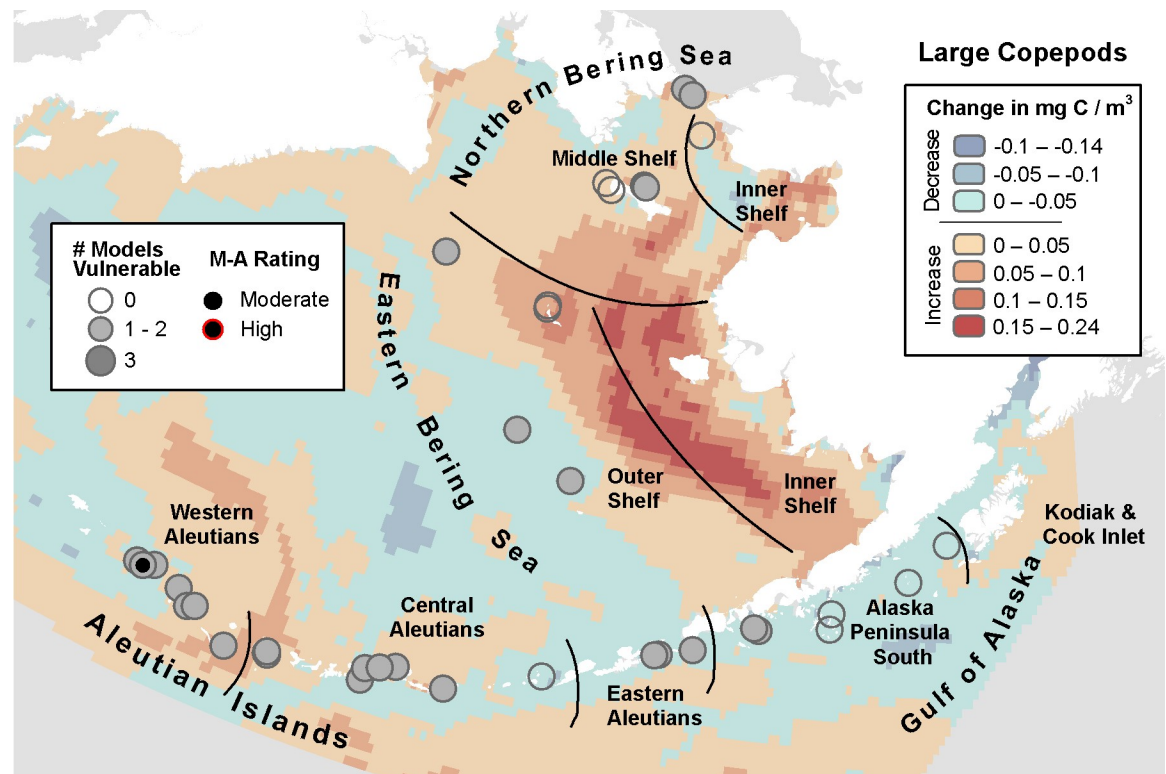 Large Copepods
Change in mg C / m³
Decrease
-0.1 – -0.14
-0.05 – -0.1
0 – -0.05
Increase
0 – 0.05
0.05 – 0.1
0.1 – 0.15
0.15 – 0.24
Northern Bering Sea
Middle Shelf
Inner
Shelf
# Models
Vulnerable
0
1 - 2
3
M-A Rating
Moderate
High
Eastern Bering Sea
Outer
Shelf
Inner
Shelf
Western
Aleutians
Kodiak &
Cook Inlet
Central
Aleutians
Alaska
Peninsula
South
Eastern
Aleutians
Aleutian Islands
Gulf of Alaska